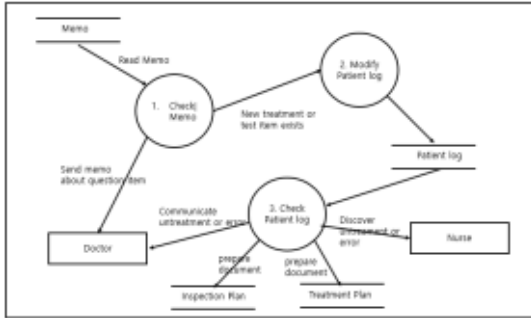 Memo
Read Memo
1. Check
Memo
2. Modify
Patient log
New treatment or
test item exists
Send memo
about question item
Patient log
3. Check
Patient log
Communicate
untreatment or error
Discover
untreatment or
error
Doctor
Nurse
prepare
document
prepare
document
Inspection Plan
Treatment Plan